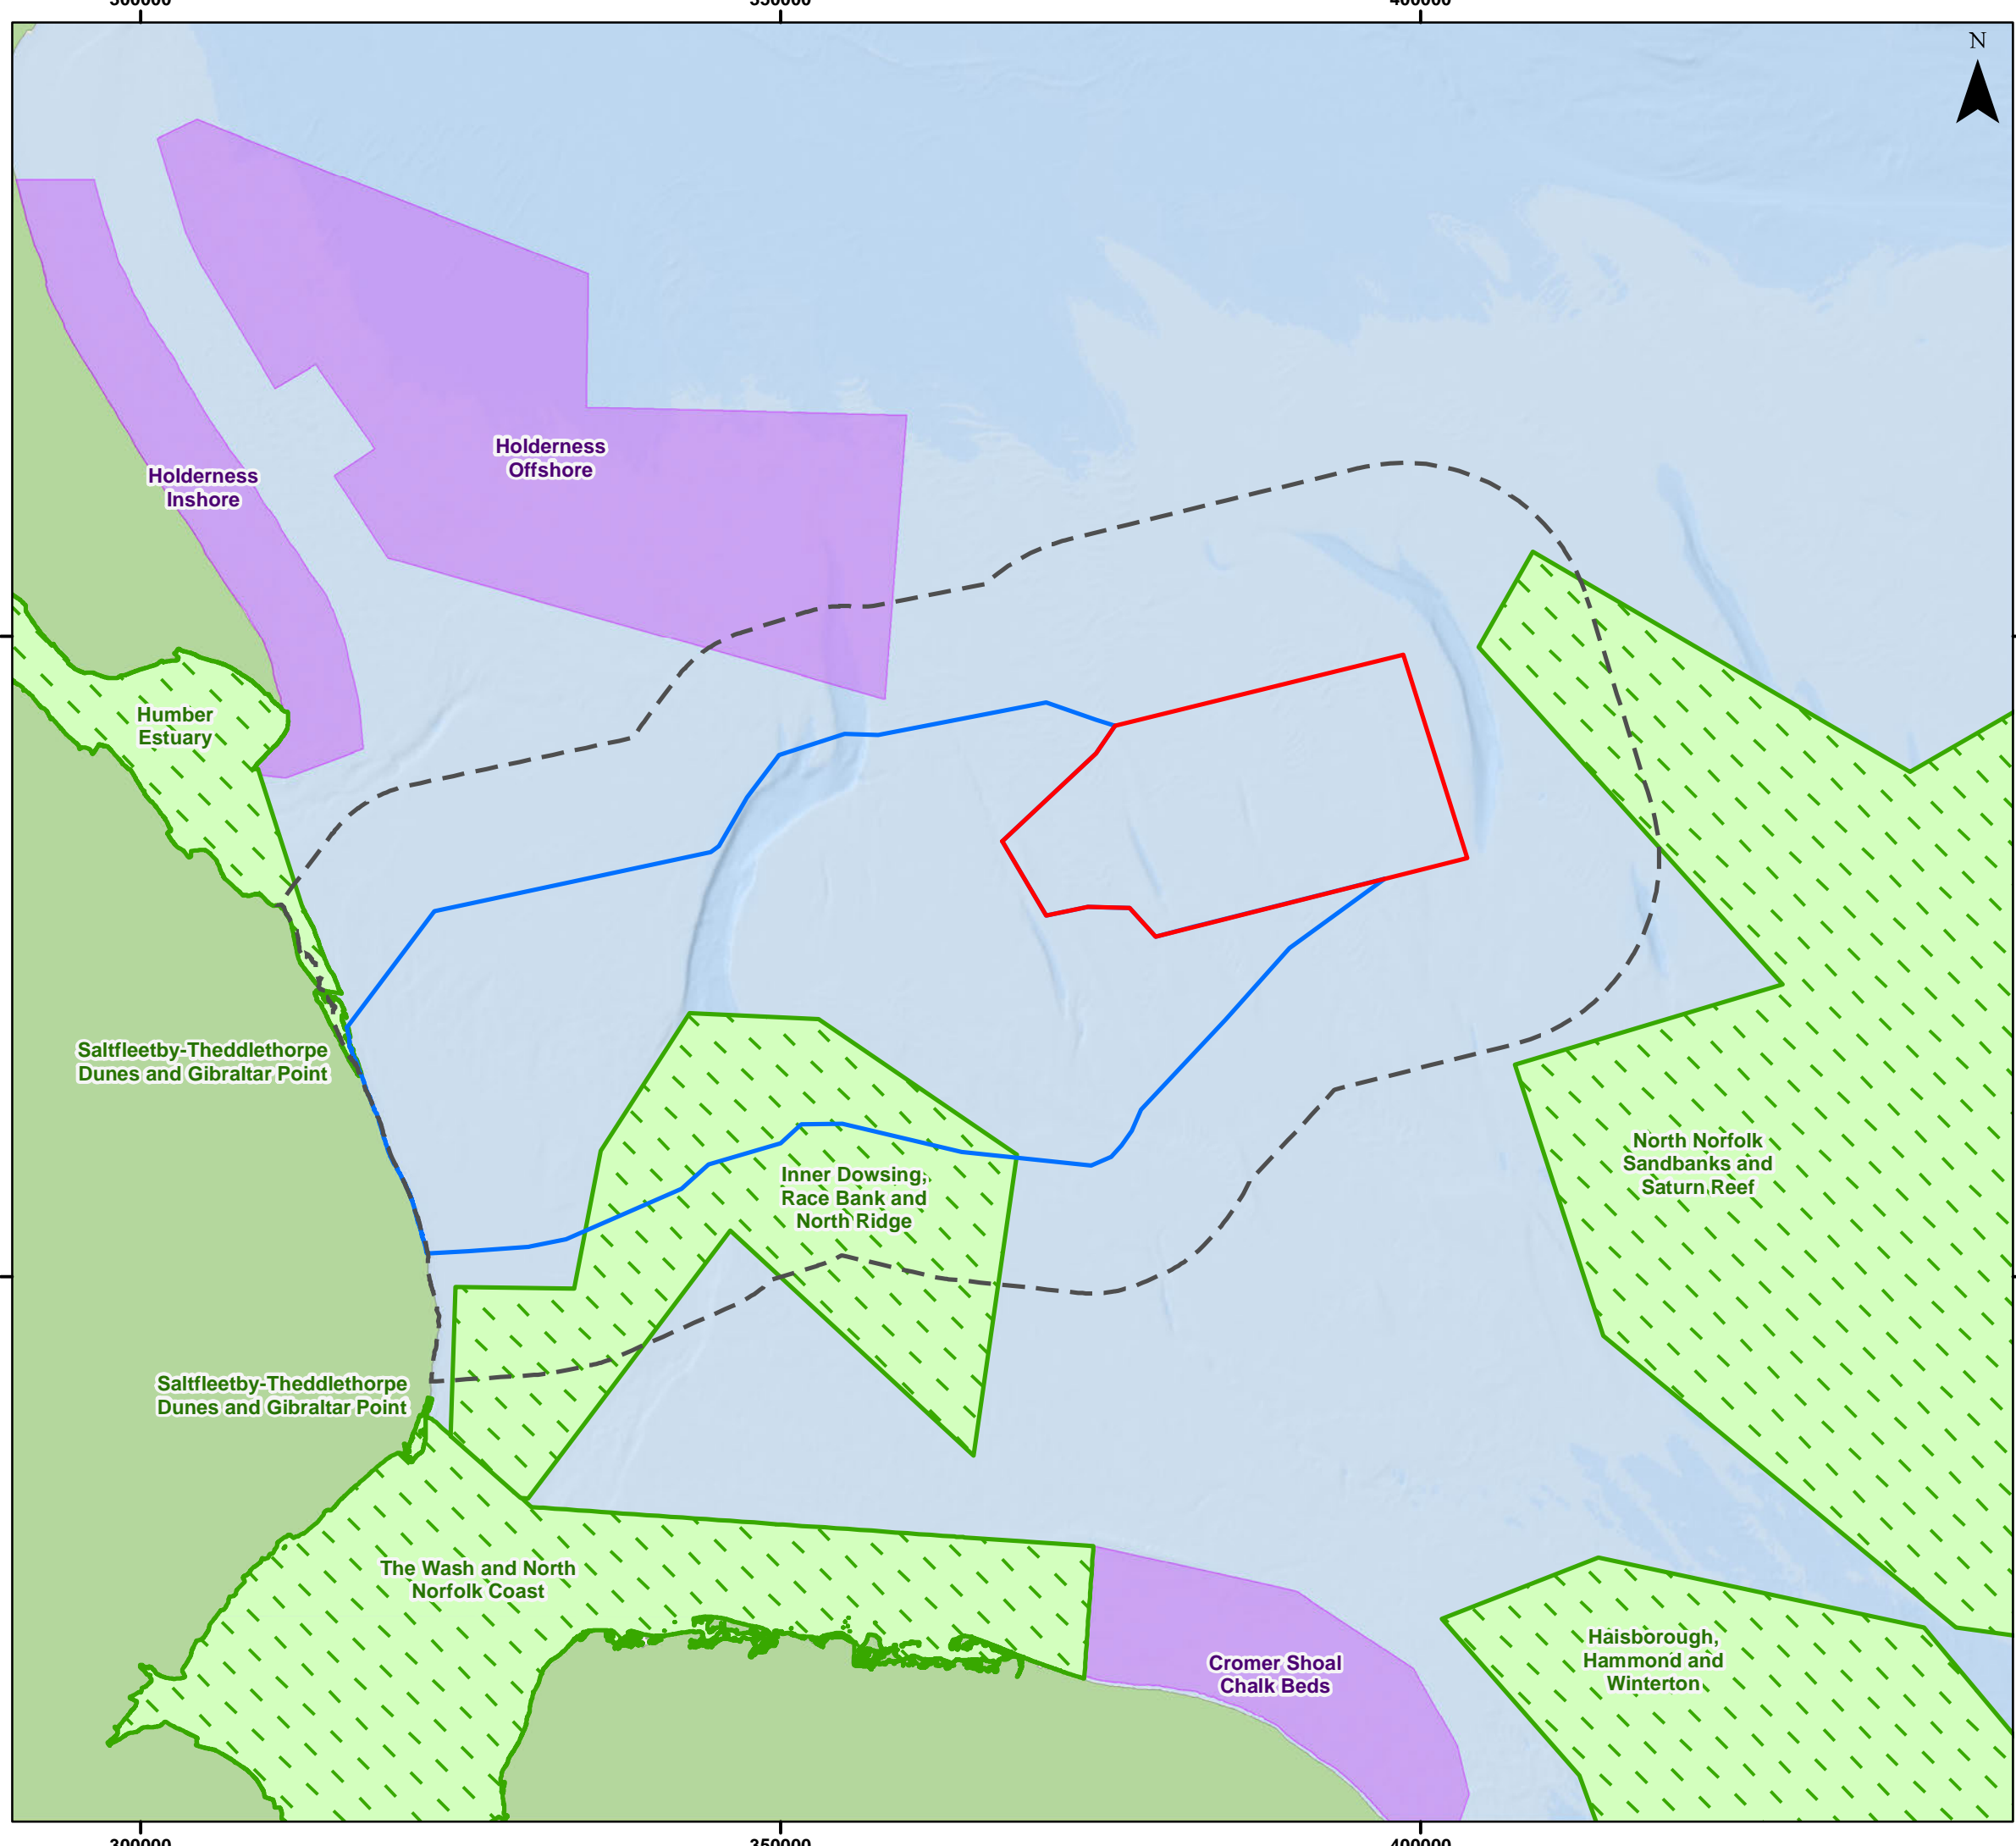 300000
350000
400000
N
Holderness
Offshore
Holderness
Inshore
Humber
Estuary
Saltfleetby-Theddlethorpe
Dunes and Gibraltar Point
North Norfolk
Sandbanks and
Saturn Reef
Inner Dowsing,
Race Bank and
North Ridge
Saltfleetby-Theddlethorpe
Dunes and Gibraltar Point
The Wash and North
Norfolk Coast
Cromer Shoal
Chalk Beds
Haisborough,
Hammond and
Winterton
300000
350000
400000